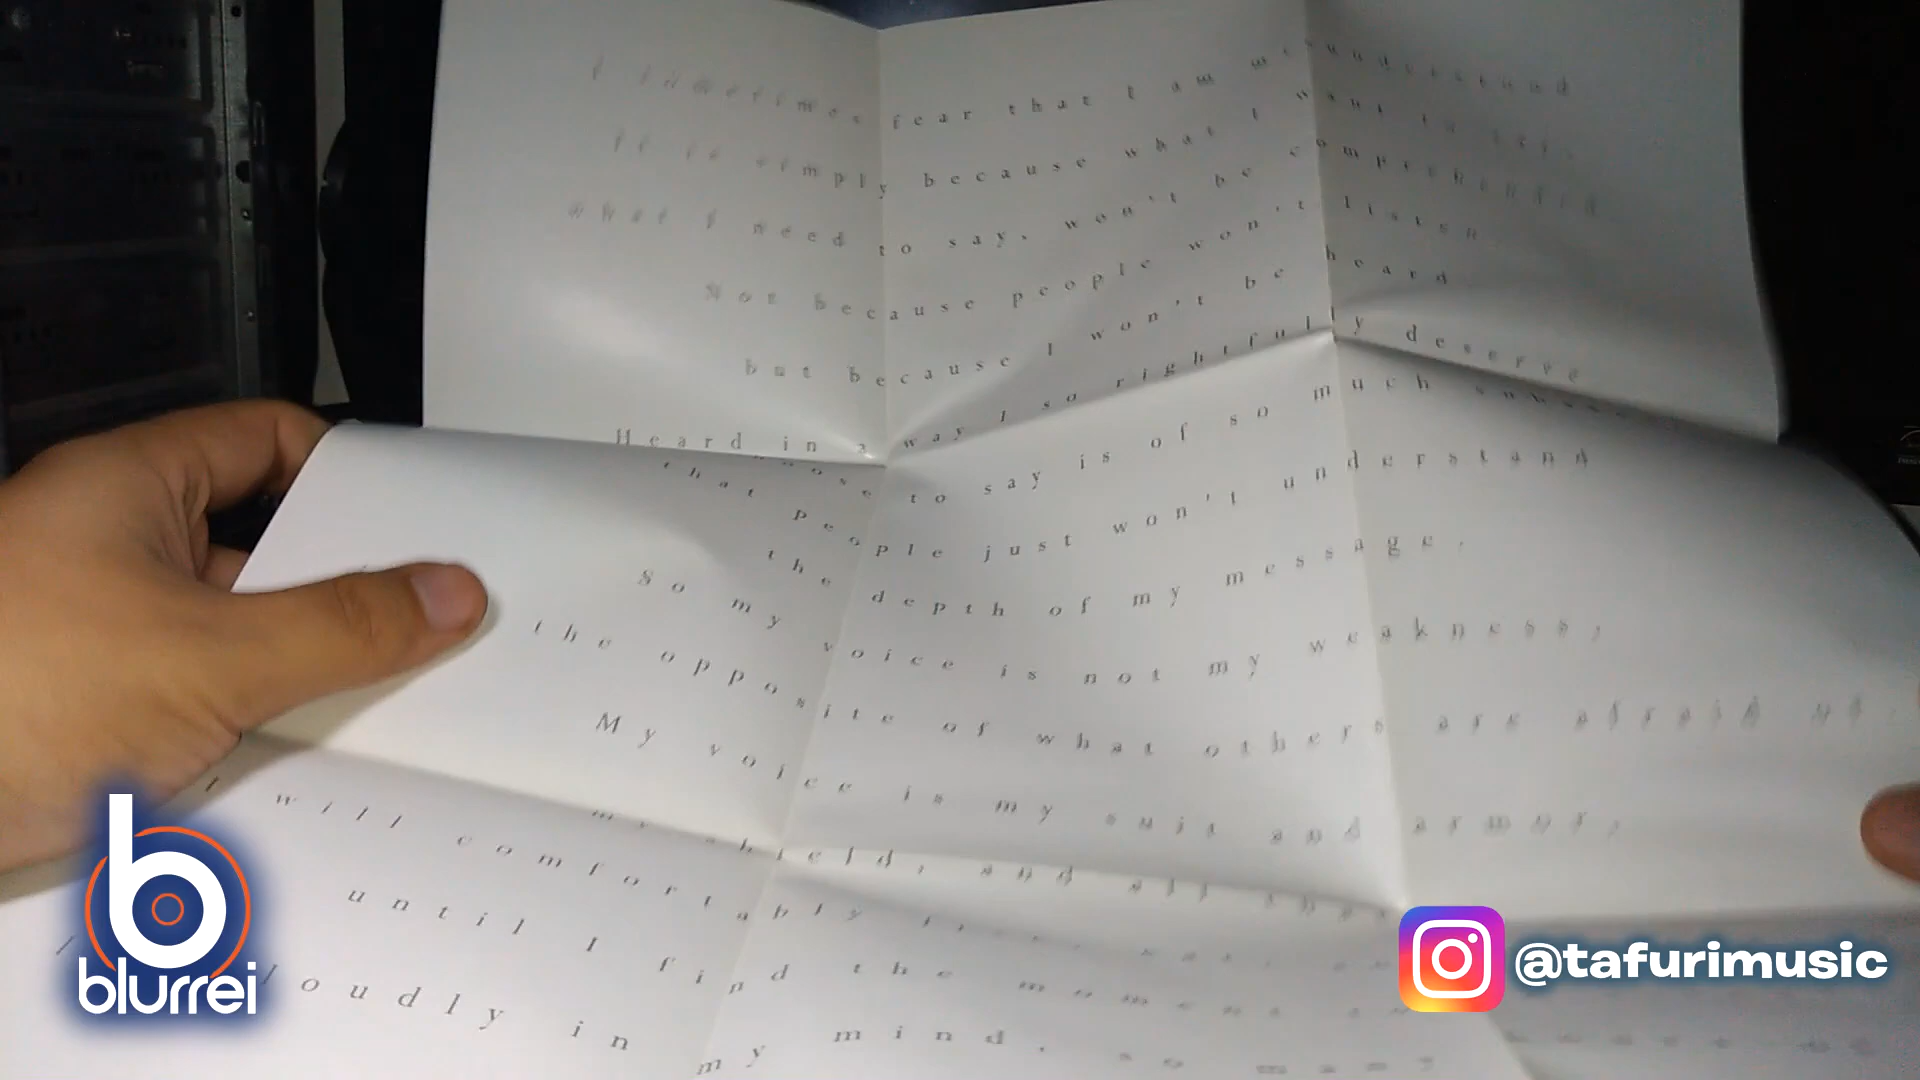 I sometimes fear that I am misunderstood
It is simply because what I want to say,
what I need to say, won't be comprehended
Not because people won't listen
but because I won't be heard
Heard in a way I so rightfully deserve
to say is of so much
that people just won't understand
the depth of my message.
So my voice is not my weakness,
the opposite of what others are afraid of
My voice is my suit and armor,
my shield, and all
I will comfortably
until I find the moment
loudly in my mind, so many
blurrei
@tafurimusic